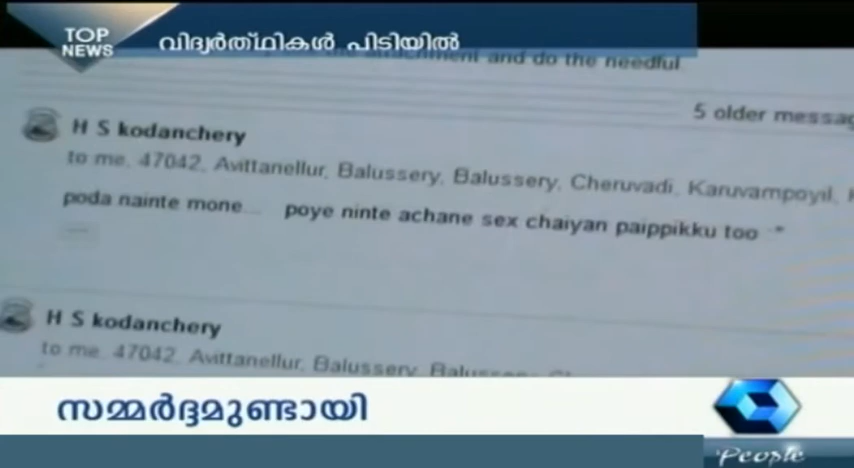 TOP NEWS
വിദ്യർത്ഥികൾ പിടിയിൽ
and do the needful
5 older messag
H S kodanchery
to me, 47042, Avittanellur, Balussery, Balussery, Cheruvadi, Karuvampoyil,
poda nainte mone... poye ninte achane sex chaiyan paippikku too
H S kodanchery
to me, 47042, Avittanellur, Balussery,
സമ്മർദ്ദമുണ്ടായി
People